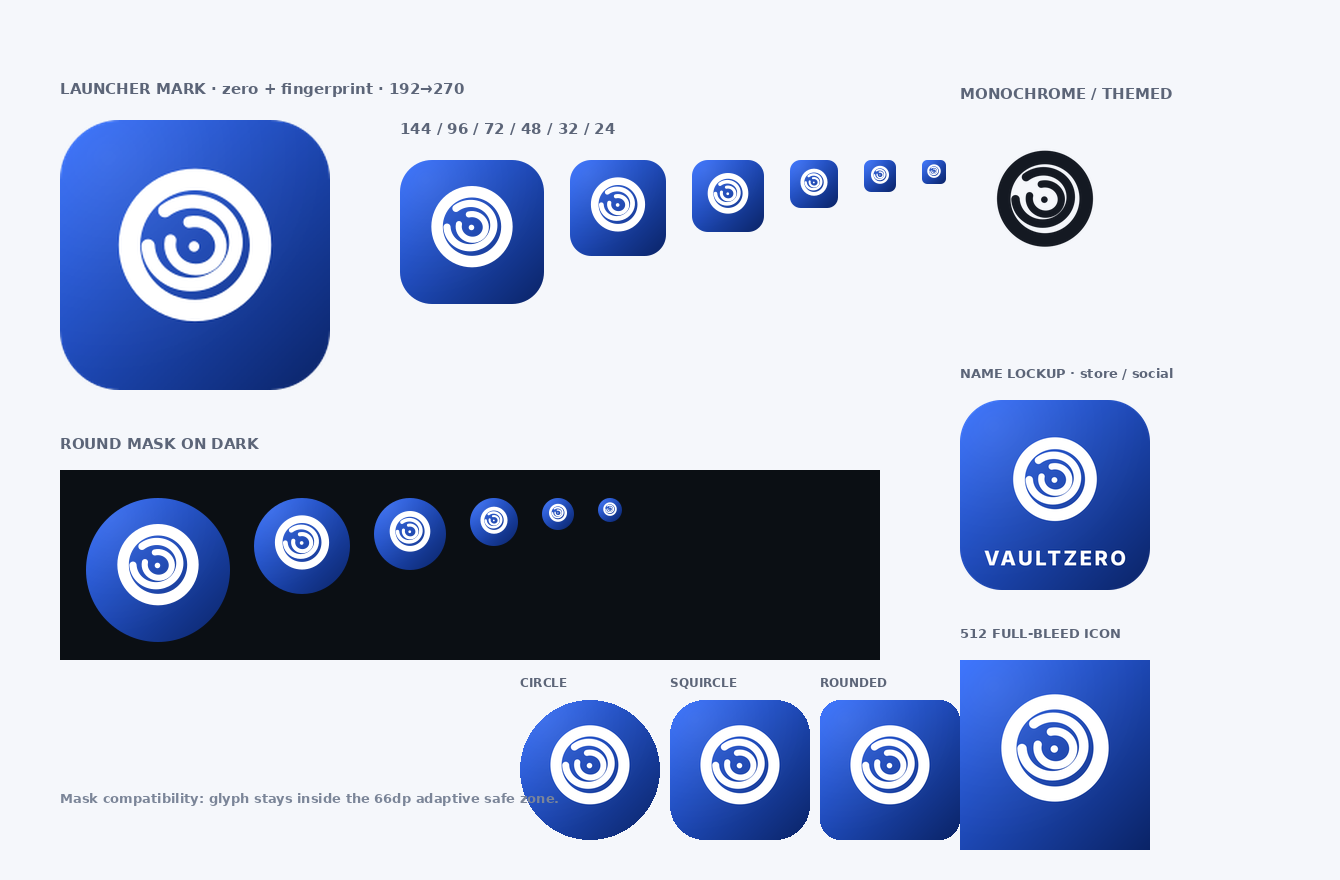 LAUNCHER MARK · zero + fingerprint · 192→270
MONOCHROME / THEMED
144 / 96 / 72 / 48 / 32 / 24
NAME LOCKUP · store / social
ROUND MASK ON DARK
VAULTZERO
512 FULL-BLEED ICON
CIRCLE
SQUIRCLE
ROUNDED
Mask compatibility: glyph stays inside the 66dp adaptive safe zone.